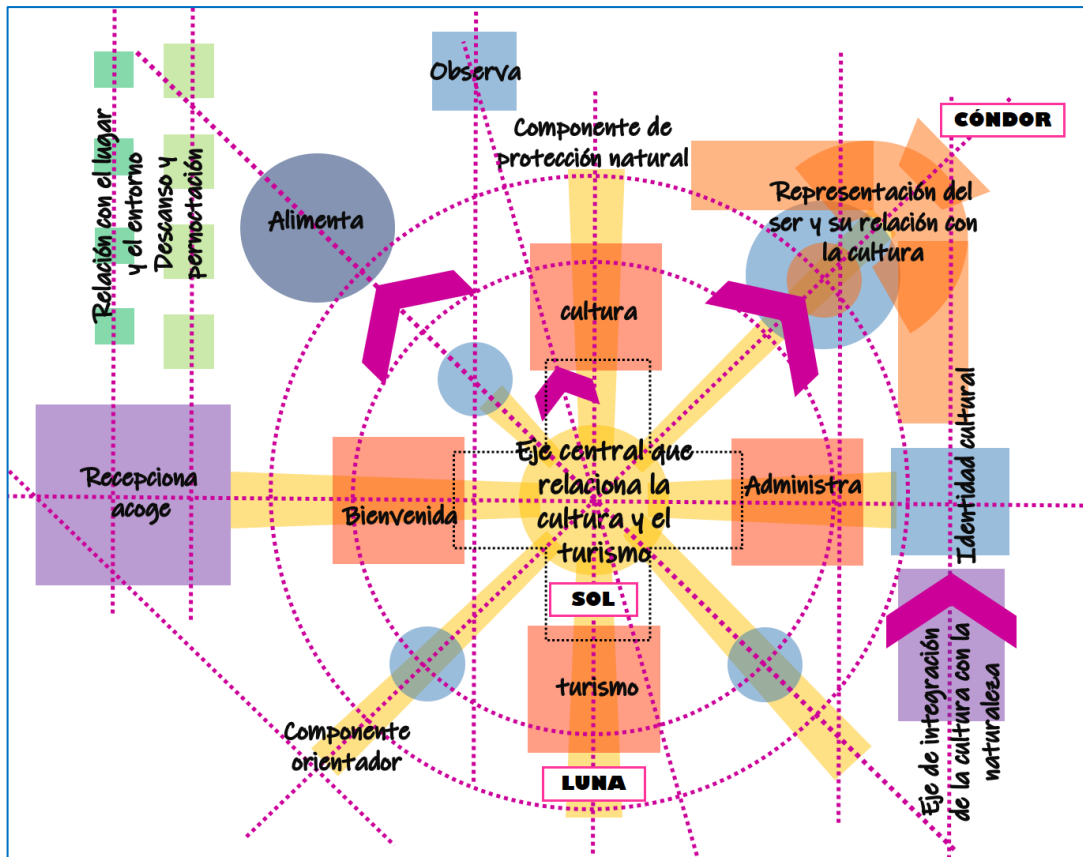 Relación con el lugar
y el entorno
Descanso y
pernoctación
Observa
Componente de
protección natural
CÓNDOR
Alimenta
Representación del
ser y su relación con
la cultura
cultura
Recepciona
acoge
Bienvenida
Eje central que
relaciona la
cultura y el
turismo
Administra
Identidad cultural
SOL
turismo
Componente
orientador
LUNA
Eje de integración
de la cultura con la
naturaleza